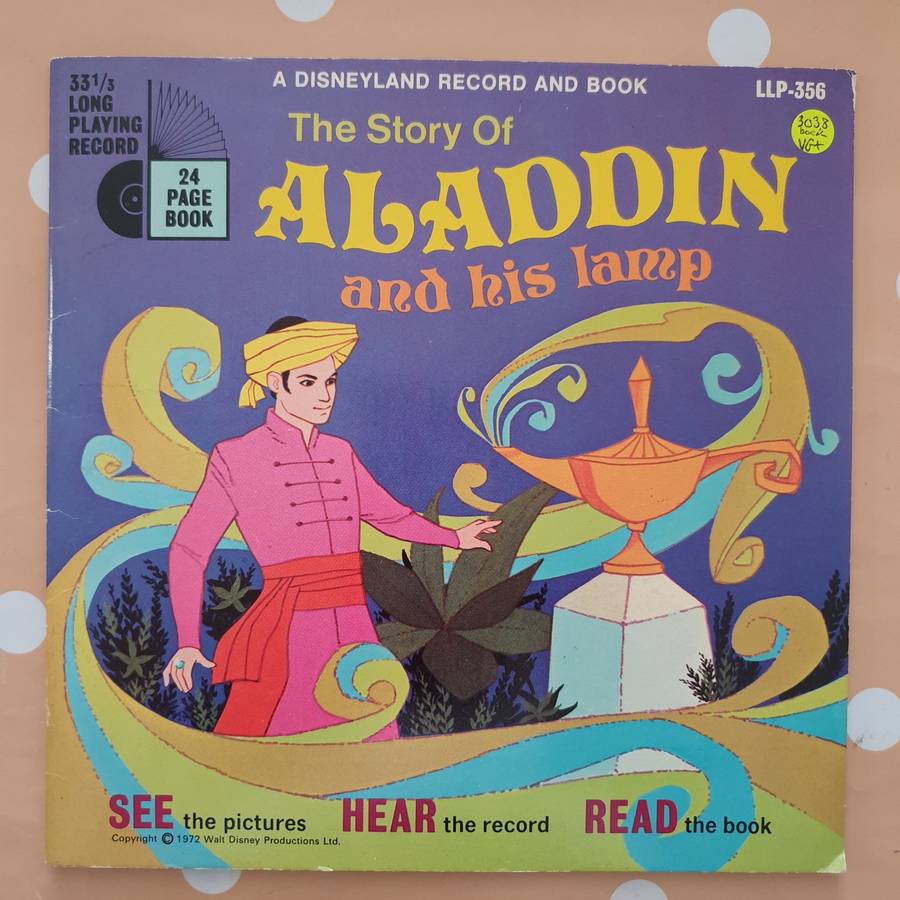 33 1/3
LONG
PLAYING
RECORD
24
PAGE
BOOK
A DISNEYLAND RECORD AND BOOK
LLP-356
3038
book
VG+
The Story Of
ALADDIN
and his lamp
SEE the pictures HEAR the record READ the book
Copyright © 1972 Walt Disney Productions Ltd.